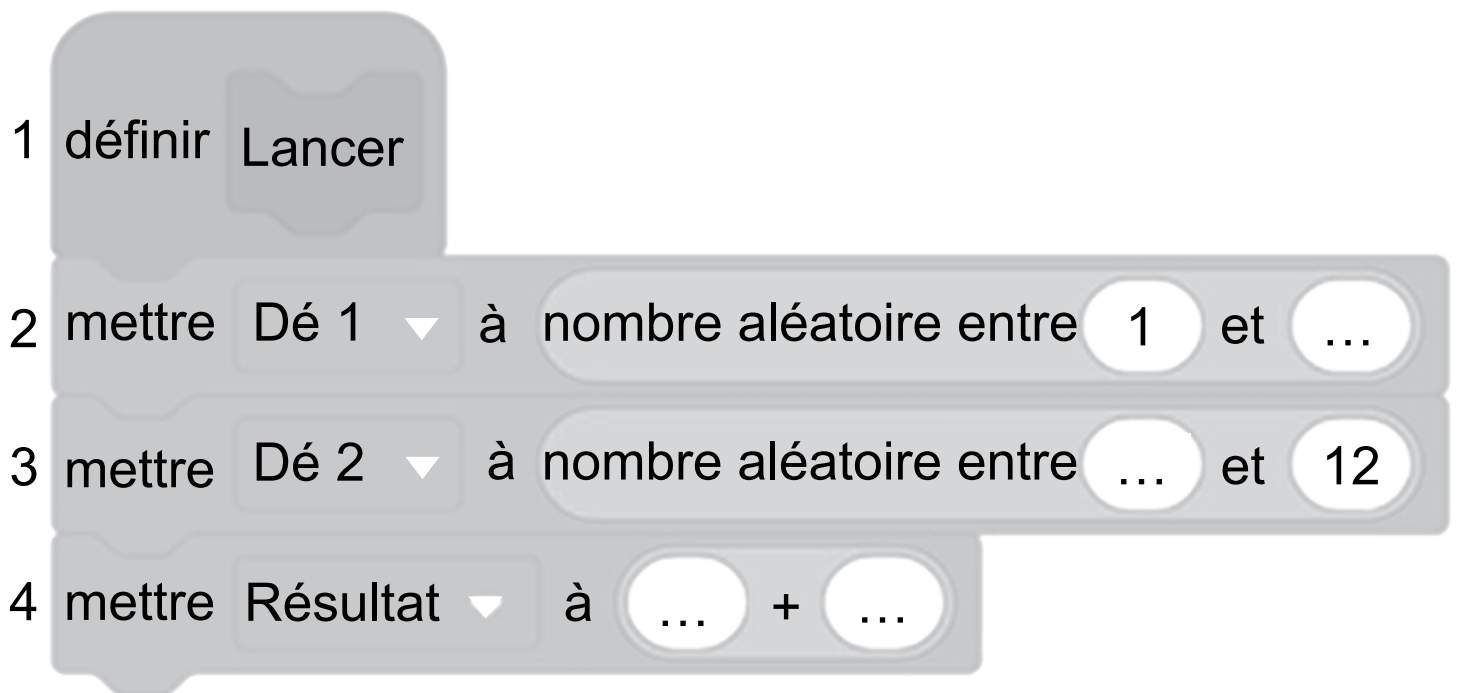 1 définir Lancer
2 mettre Dé 1 à nombre aléatoire entre 1 et ...
3 mettre Dé 2 à nombre aléatoire entre ... et 12
4 mettre Résultat à ... + ...